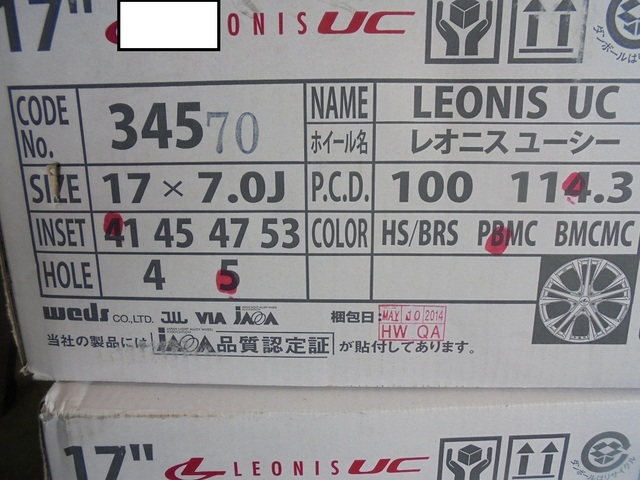 17" LEONIS UC
CODE No. 34570 NAME LEONIS UC
ホイール名 レオニス ユーシー
SIZE 17 × 7.0J P.C.D. 100 114.3
INSET 41 45 47 53 COLOR HS/BRS PBMC BMCMC
HOLE 4 5
weds CO.,LTD. JWL VIA JAWA 梱包日: MAY 10 2014
HW QA
当社の製品には JAWA 品質認定証 が貼付してあります。
17" LEONIS UC